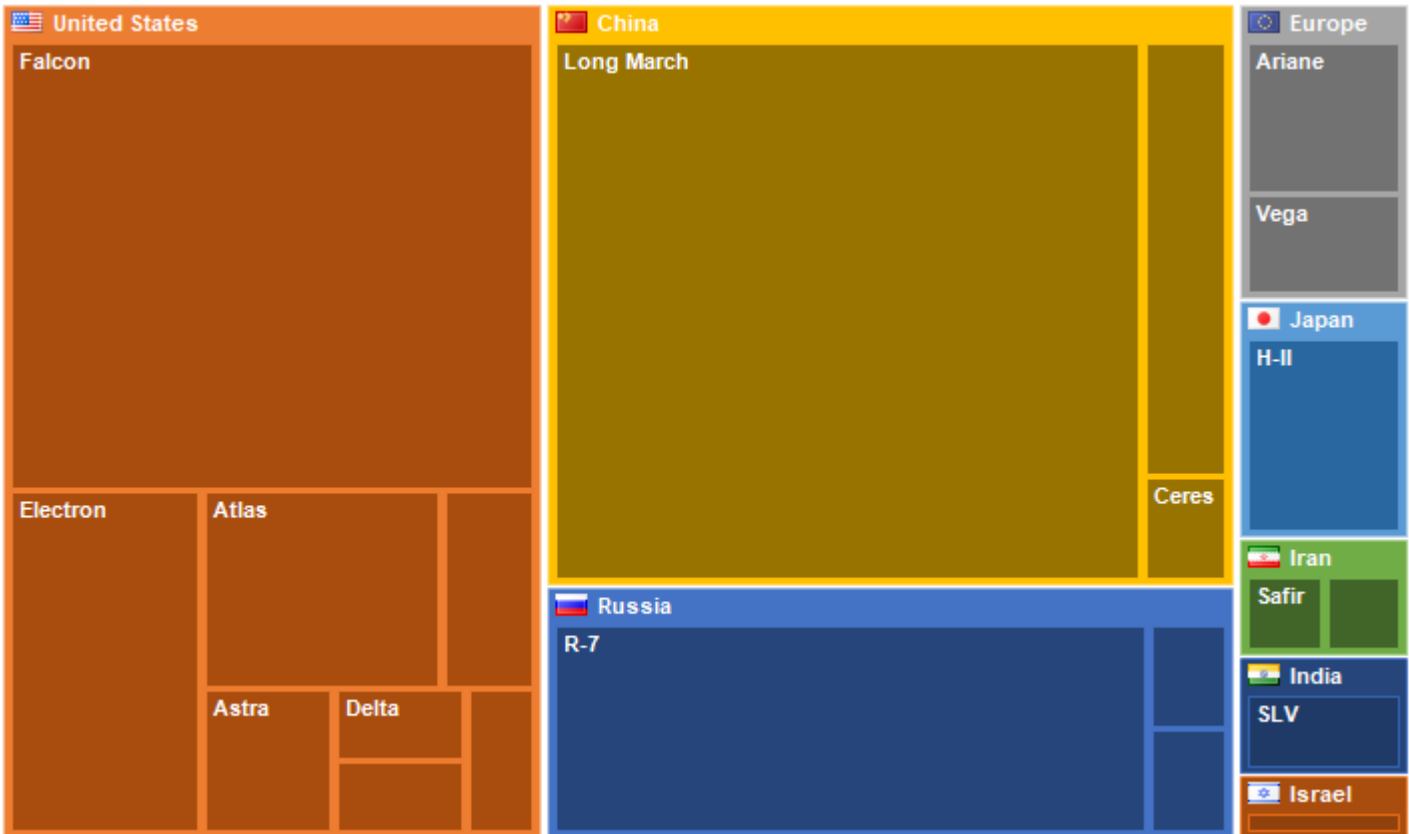 United States
Falcon
Electron
Atlas
Astra
Delta
China
Long March
Ceres
Russia
R-7
Europe
Ariane
Vega
Japan
H-II
Iran
Safir
India
SLV
Israel